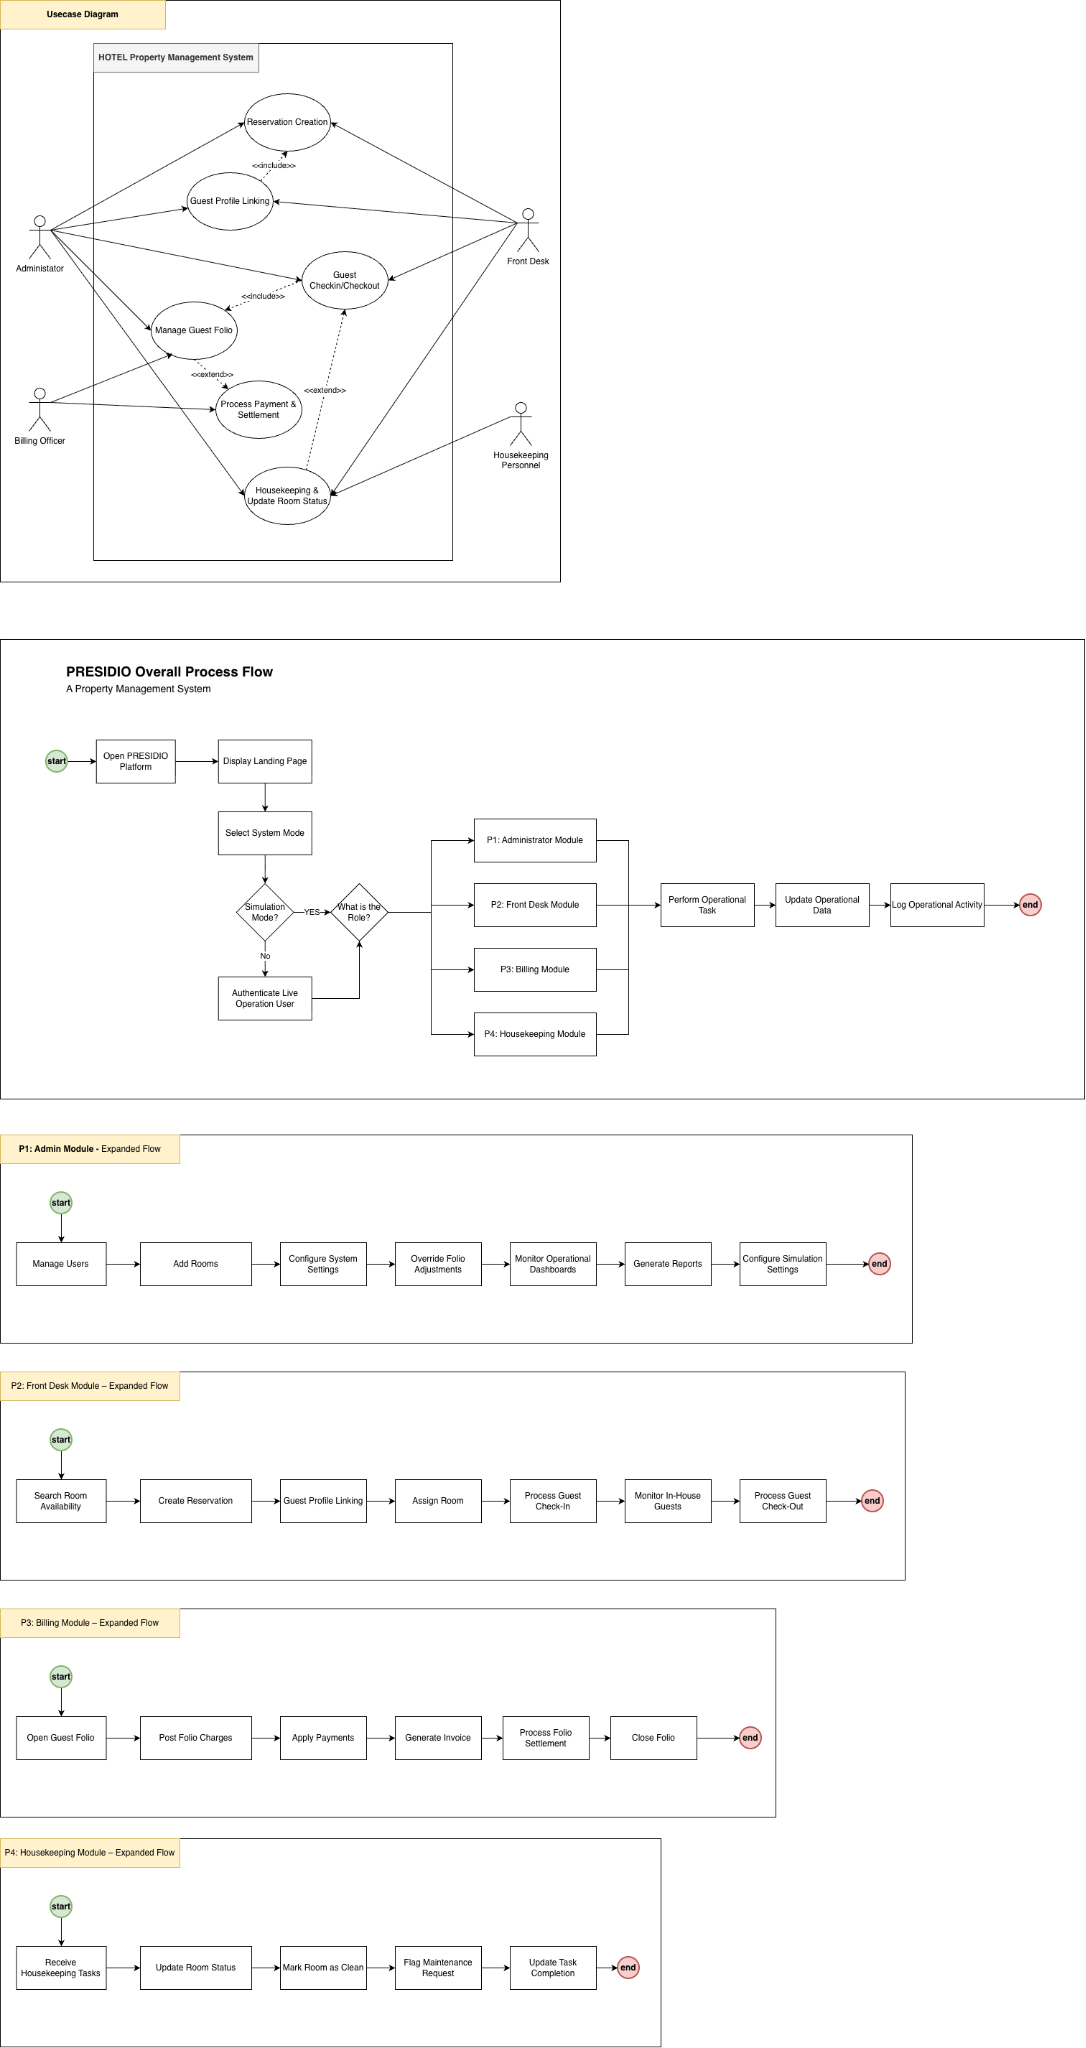 Usecase Diagram
HOTEL Property Management System
Reservation Creation
<<include>>
Guest Profile Linking
Administator
Front Desk
Guest
Checkin/Checkout
<<include>>
Manage Guest Folio
<<extend>>
<<extend>>
Process Payment &
Settlement
Billing Officer
Housekeeping
Personnel
Housekeeping &
Update Room Status
PRESIDIO Overall Process Flow
A Property Management System
start
Open PRESIDIO
Platform
Display Landing Page
Select System Mode
Simulation
Mode?
YES
What is the
Role?
No
Authenticate Live
Operation User
P1: Administrator Module
P2: Front Desk Module
P3: Billing Module
P4: Housekeeping Module
Perform Operational
Task
Update Operational
Data
Log Operational Activity
end
P1: Admin Module - Expanded Flow
start
Manage Users
Add Rooms
Configure System
Settings
Override Folio
Adjustments
Monitor Operational
Dashboards
Generate Reports
Configure Simulation
Settings
end
P2: Front Desk Module – Expanded Flow
start
Search Room
Availability
Create Reservation
Guest Profile Linking
Assign Room
Process Guest
Check-In
Monitor In-House
Guests
Process Guest
Check-Out
end
P3: Billing Module – Expanded Flow
start
Open Guest Folio
Post Folio Charges
Apply Payments
Generate Invoice
Process Folio
Settlement
Close Folio
end
P4: Housekeeping Module – Expanded Flow
start
Receive
Housekeeping Tasks
Update Room Status
Mark Room as Clean
Flag Maintenance
Request
Update Task
Completion
end